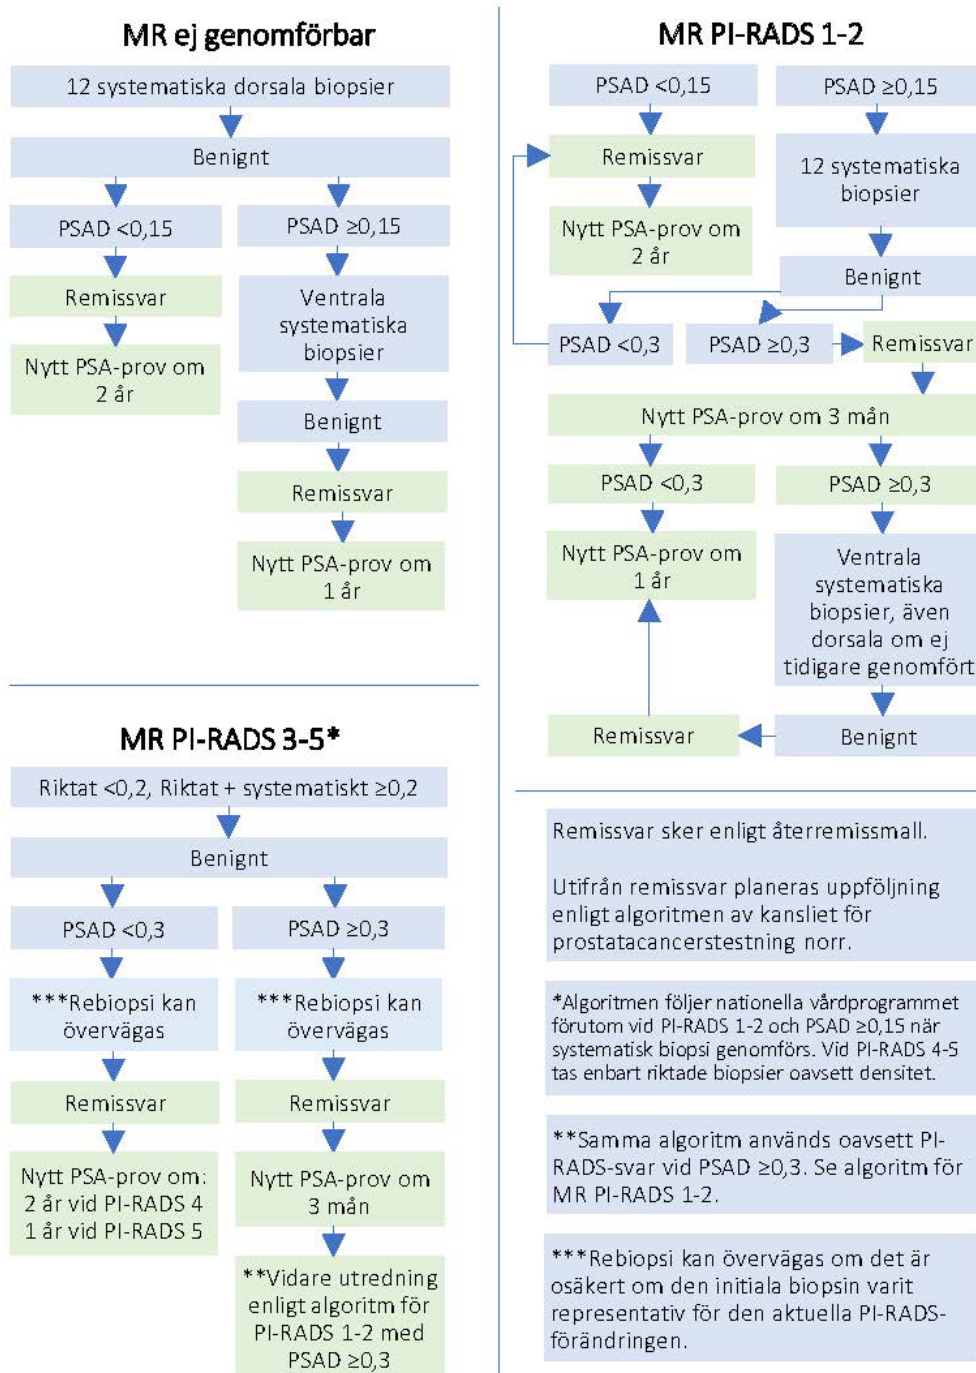 MR ej genomförbar
12 systematiska dorsala biopsier
Benignt
PSAD <0,15
PSAD ≥0,15
Remissvar
Ventrala
systematiska
biopsier
Nytt PSA-prov om
2 år
Benignt
Remissvar
Nytt PSA-prov om
1 år
MR PI-RADS 1-2
PSAD <0,15
PSAD ≥0,15
Remissvar
12 systematiska
biopsier
Nytt PSA-prov om
2 år
Benignt
PSAD <0,3
PSAD ≥0,3
Remissvar
Nytt PSA-prov om 3 mån
PSAD <0,3
PSAD ≥0,3
Nytt PSA-prov om
1 år
Ventrala
systematiska
biopsier, även
dorsala om ej
tidigare genomfört
Remissvar
Benignt
MR PI-RADS 3-5*
Riktat <0,2, Riktat + systematiskt ≥0,2
Benignt
PSAD <0,3
PSAD ≥0,3
***Rebiopsi kan
övervägas
***Rebiopsi kan
övervägas
Remissvar
Remissvar
Nytt PSA-prov om:
2 år vid PI-RADS 4
1 år vid PI-RADS 5
Nytt PSA-prov om
3 mån
**Vidare utredning
enligt algoritm för
PI-RADS 1-2 med
PSAD ≥0,3
Remissvar sker enligt återremissmall.
Utifrån remissvar planeras uppföljning
enligt algoritmen av kansliet för
prostatacancerstestning norr.
*Algoritmen följer nationella vårdprogrammet
förutom vid PI-RADS 1-2 och PSAD ≥0,15 när
systematisk biopsi genomförs. Vid PI-RADS 4-5
tas enbart riktade biopsier oavsett densitet.
**Samma algoritm används oavsett PI-
RADS-svar vid PSAD ≥0,3. Se algoritm för
MR PI-RADS 1-2.
***Rebiopsi kan övervägas om det är
osäkert om den initiala biopsin varit
representativ för den aktuella PI-RADS-
förändringen.